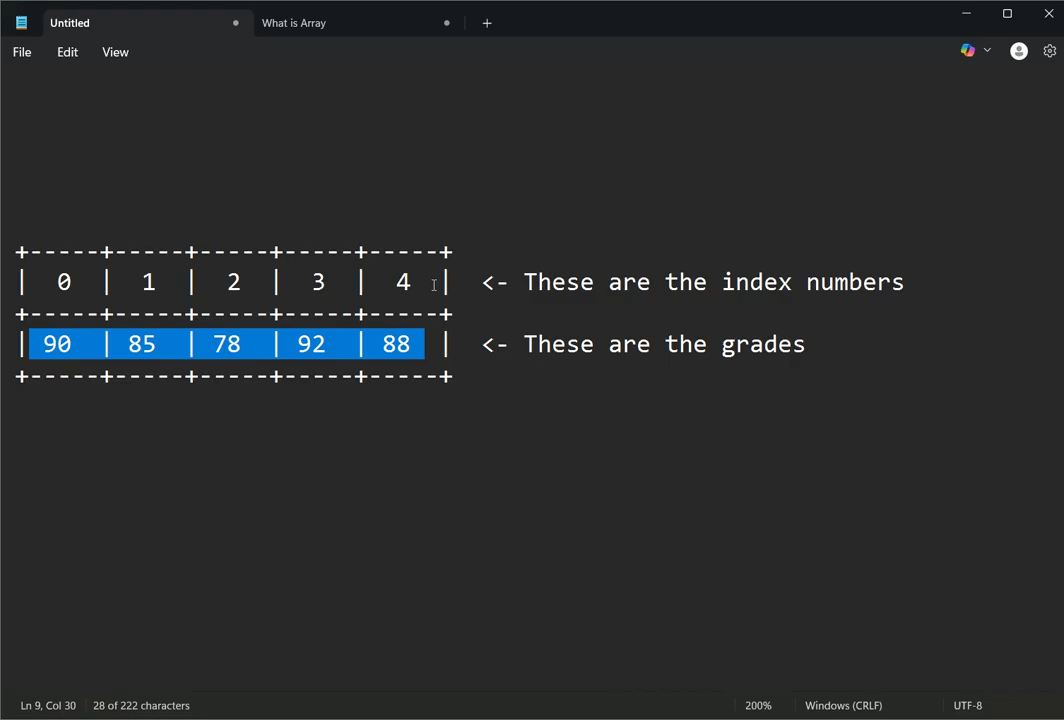 Untitled What is Array
File Edit View
+-----+-----+-----+-----+-----+
|  0  |  1  |  2  |  3  |  4  |  <- These are the index numbers
+-----+-----+-----+-----+-----+
| 90  | 85  | 78  | 92  | 88  |  <- These are the grades
+-----+-----+-----+-----+-----+
Ln 9, Col 30 28 of 222 characters 200% Windows (CRLF) UTF-8